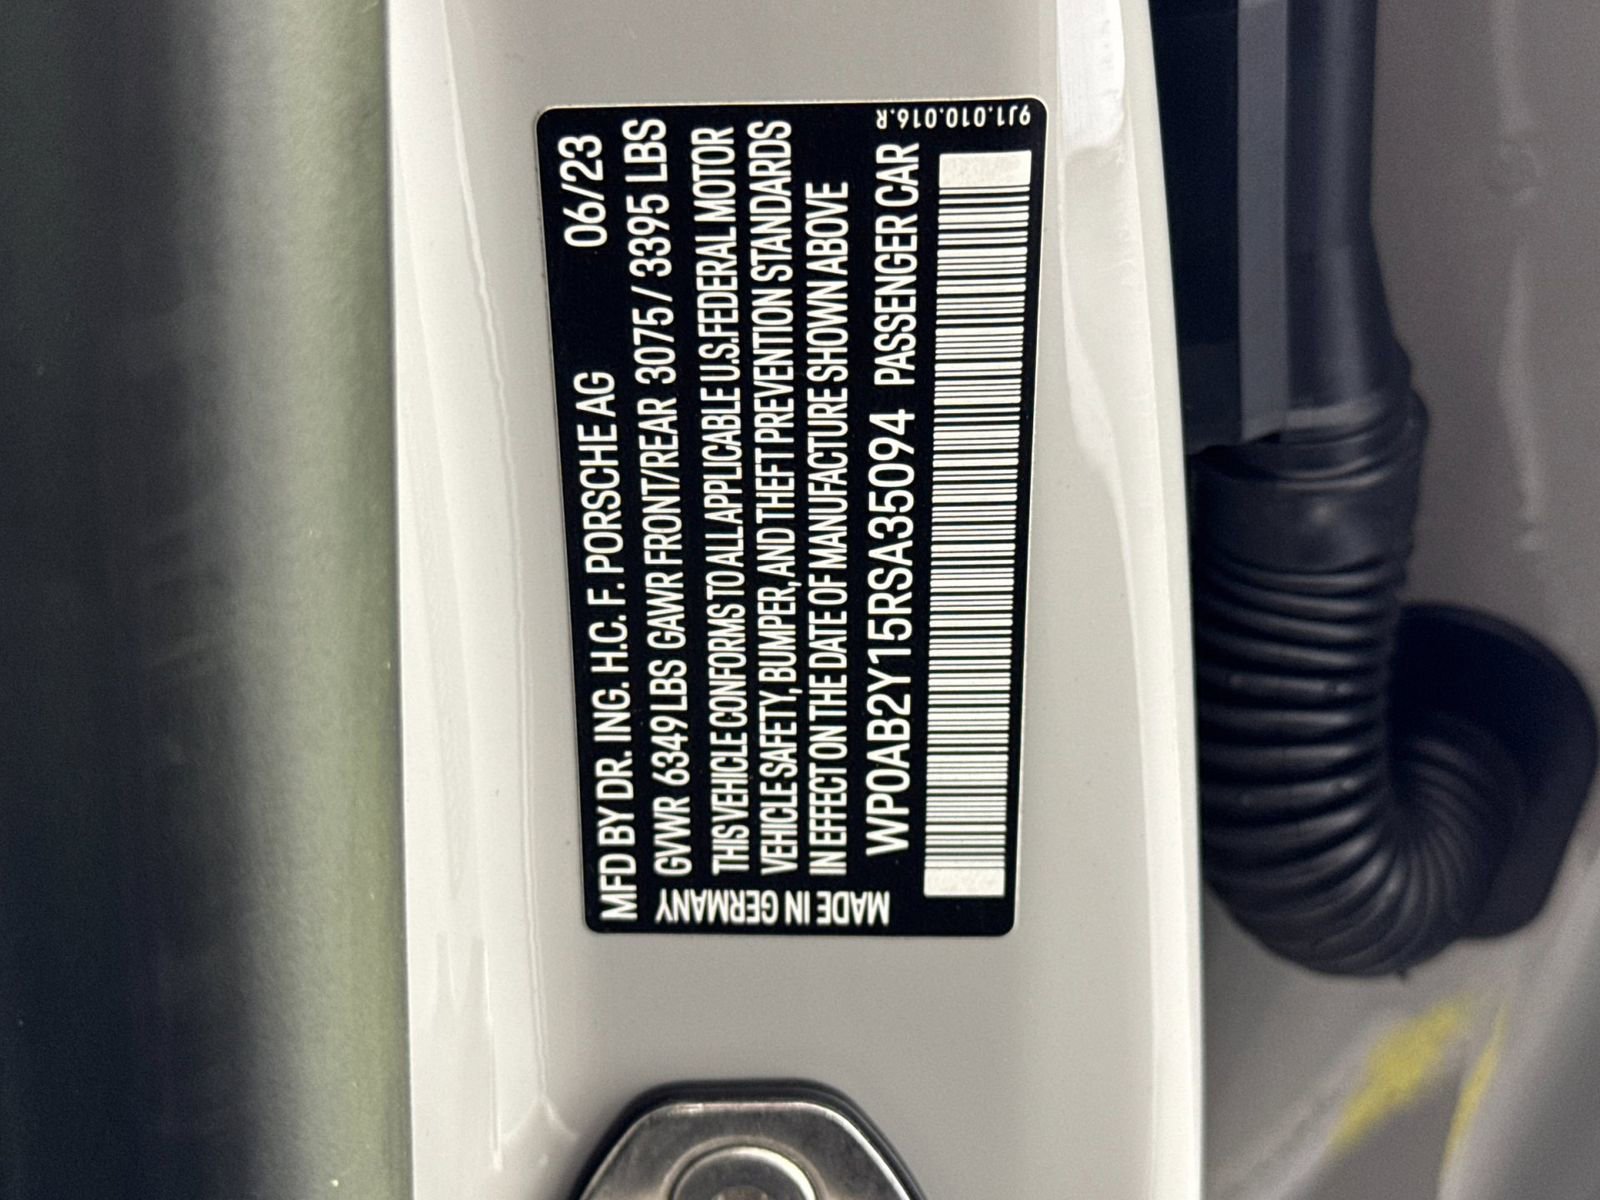 MFD BY DR. ING. H.C. F. PORSCHE AG 06/23
GVWR 6349 LBS GAWR FRONT/REAR 3075 / 3395 LBS
THIS VEHICLE CONFORMS TO ALL APPLICABLE U.S. FEDERAL MOTOR
VEHICLE SAFETY, BUMPER, AND THEFT PREVENTION STANDARDS
IN EFFECT ON THE DATE OF MANUFACTURE SHOWN ABOVE
WP0AB2Y15RSA35094 PASSENGER CAR
MADE IN GERMANY
9J1.010.016.R